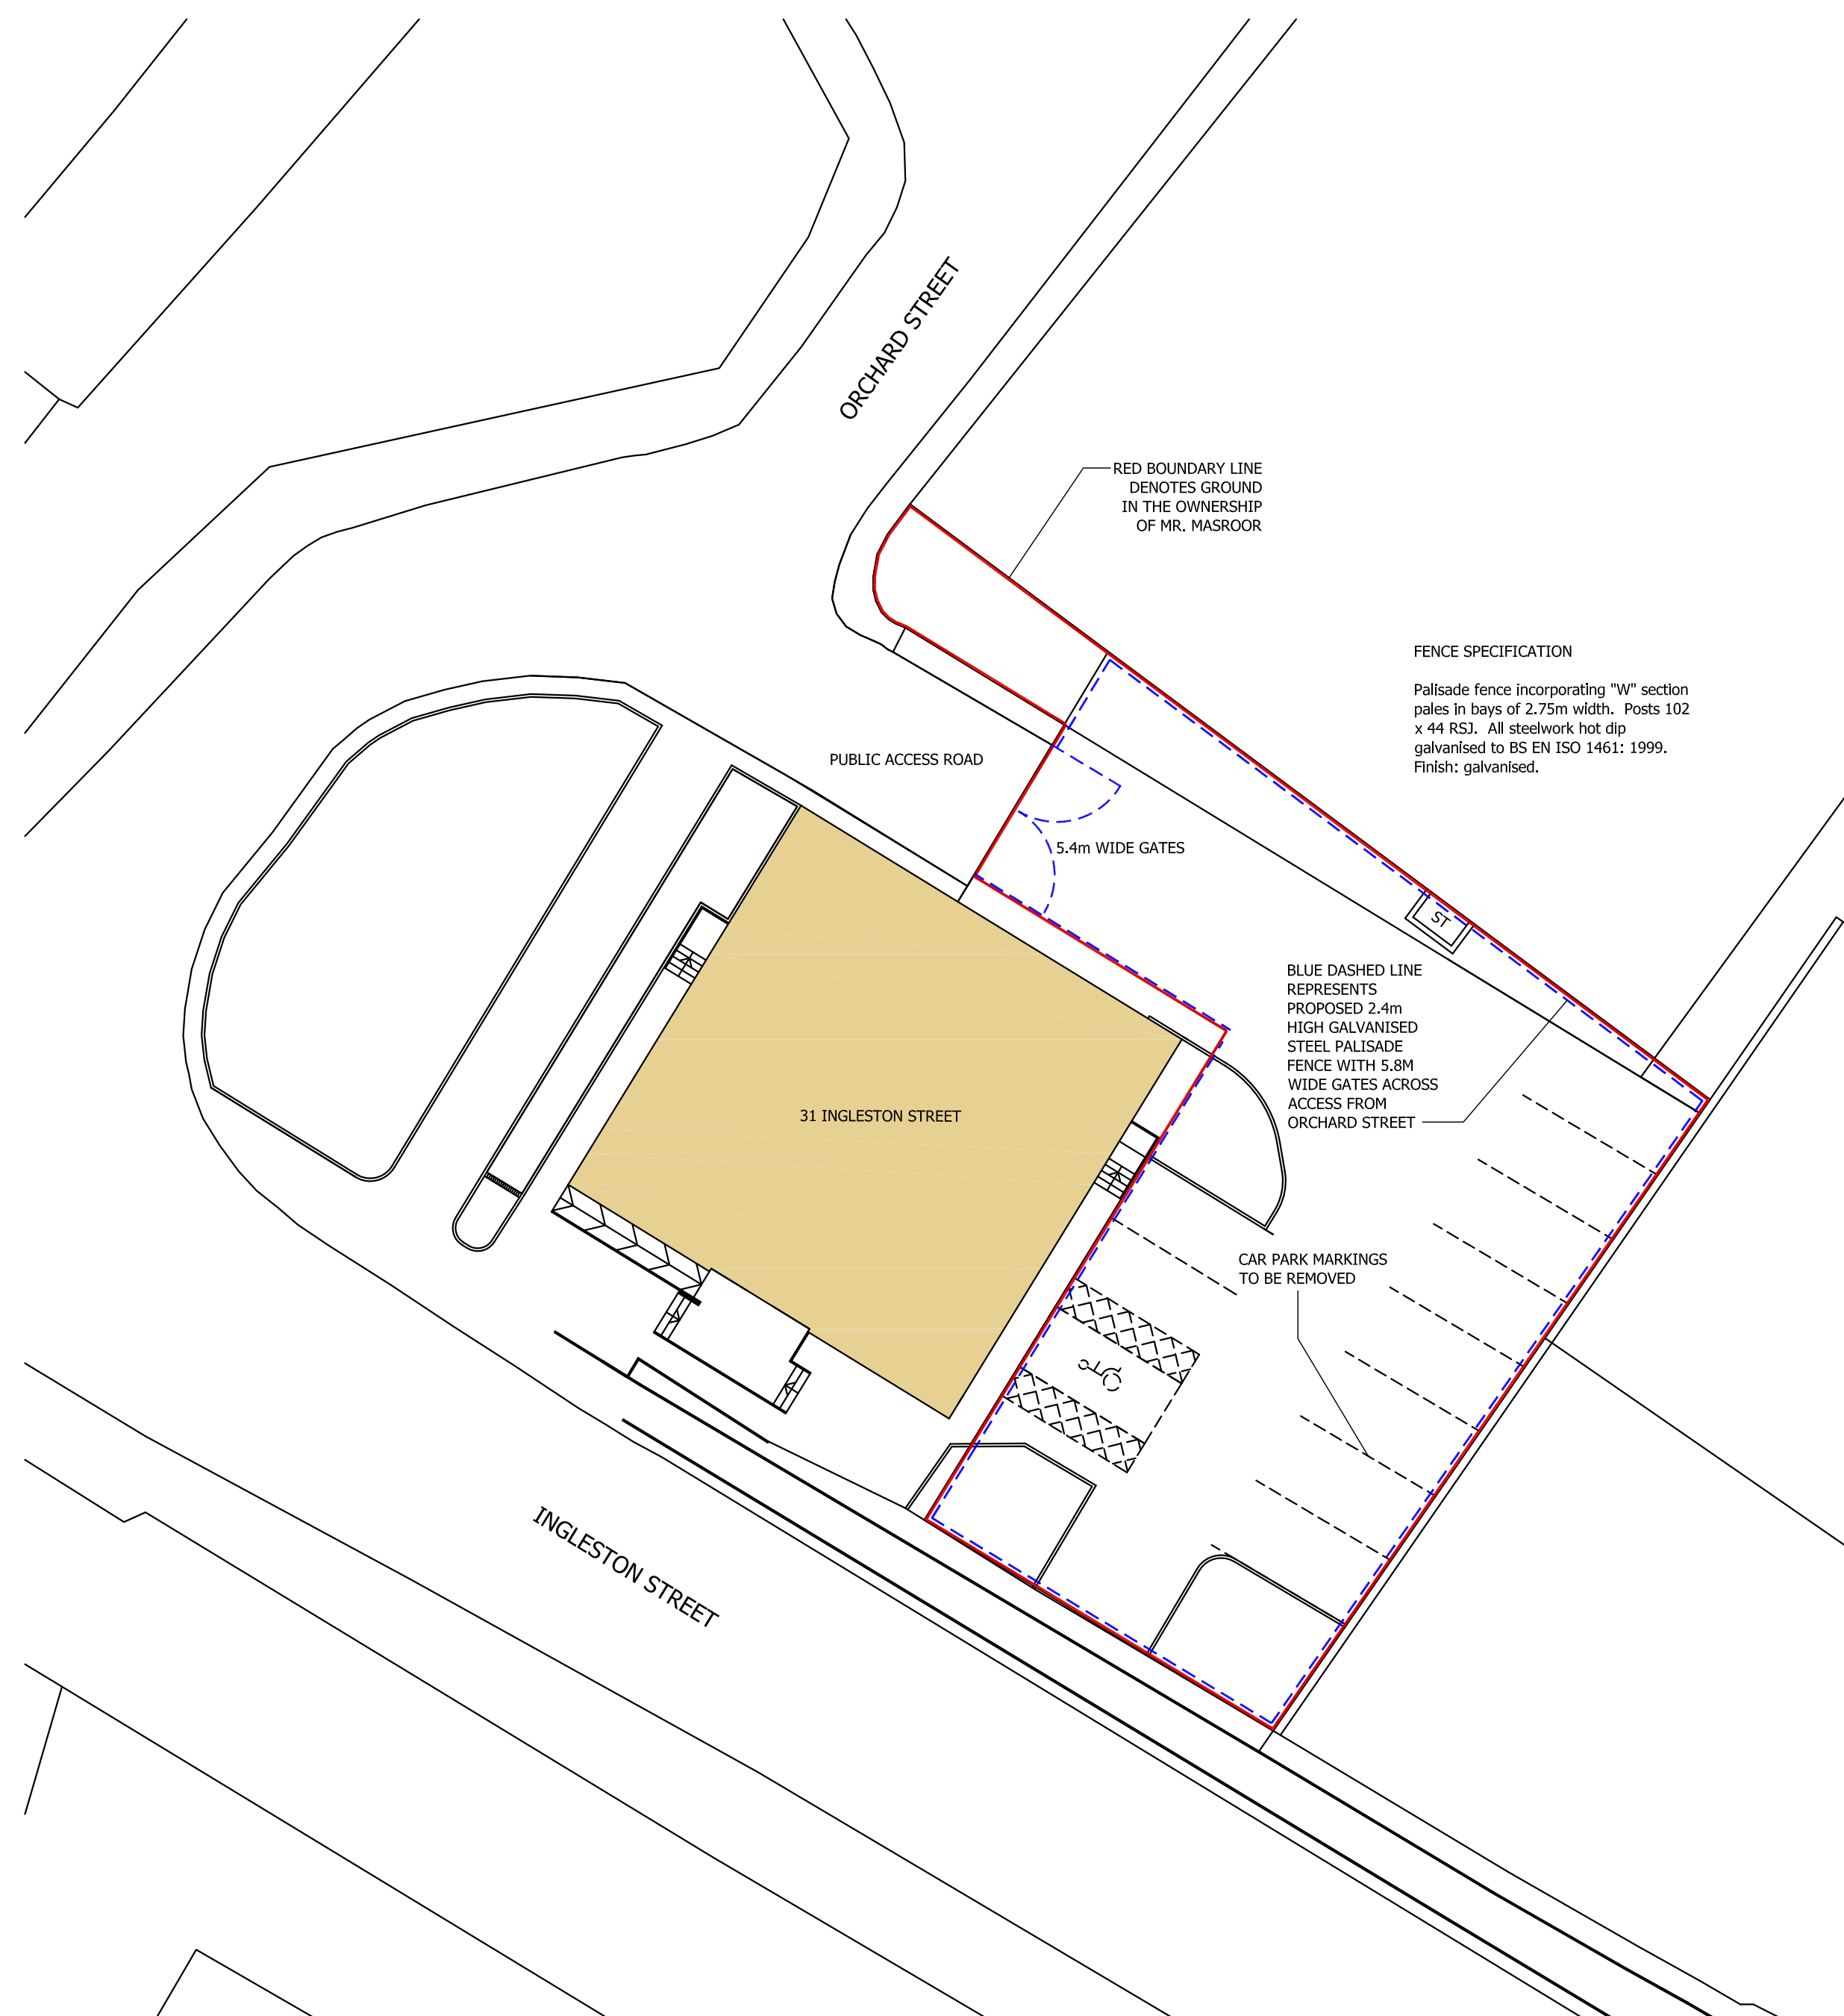 ORCHARD STREET
RED BOUNDARY LINE
DENOTES GROUND
IN THE OWNERSHIP
OF MR. MASROOR
FENCE SPECIFICATION
Palisade fence incorporating "W" section
pales in bays of 2.75m width. Posts 102
x 44 RSJ. All steelwork hot dip
galvanised to BS EN ISO 1461: 1999.
Finish: galvanised.
PUBLIC ACCESS ROAD
5.4m WIDE GATES
ST
BLUE DASHED LINE
REPRESENTS
PROPOSED 2.4m
HIGH GALVANISED
STEEL PALISADE
FENCE WITH 5.8M
WIDE GATES ACROSS
ACCESS FROM
ORCHARD STREET
31 INGLESTON STREET
CAR PARK MARKINGS
TO BE REMOVED
INGLESTON STREET